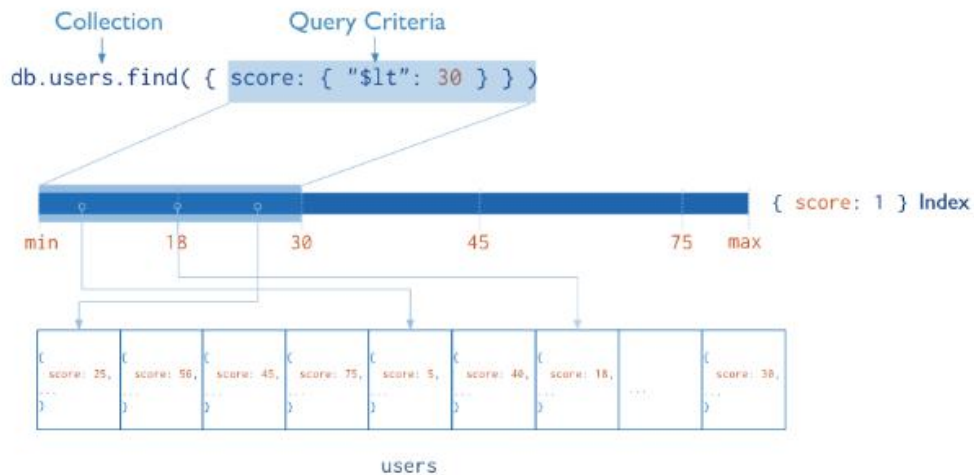 Collection Query Criteria
db.users.find( { score: { "$lt": 30 } } )
{ score: 1 } Index
min 18 30 45 75 max
{ { { { { { { {
score: 25, score: 50, score: 45, score: 75, score: 5, score: 40, score: 18, score: 30,
... ... ... ... ... ... ... ... ...
} } } } } } } }
users